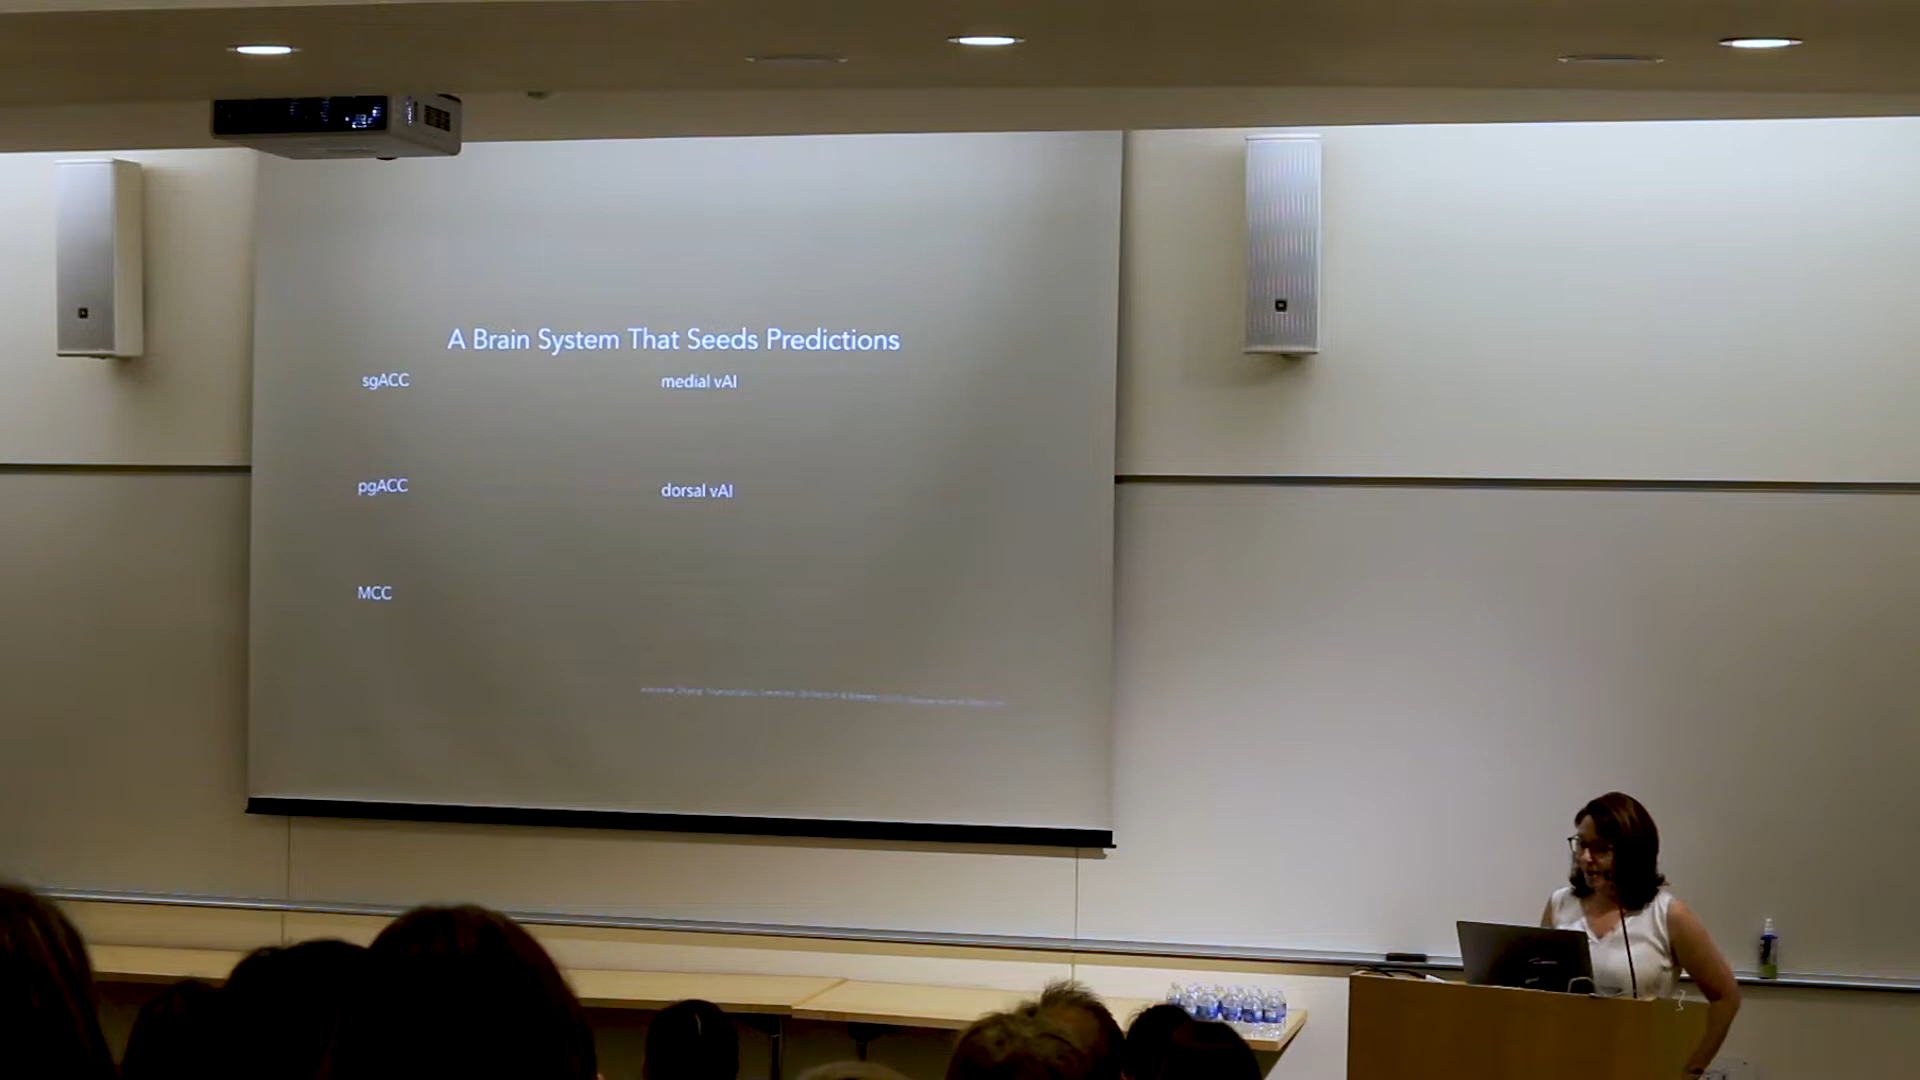 A Brain System That Seeds Predictions
sgACC
medial vAI
pgACC
dorsal vAI
MCC